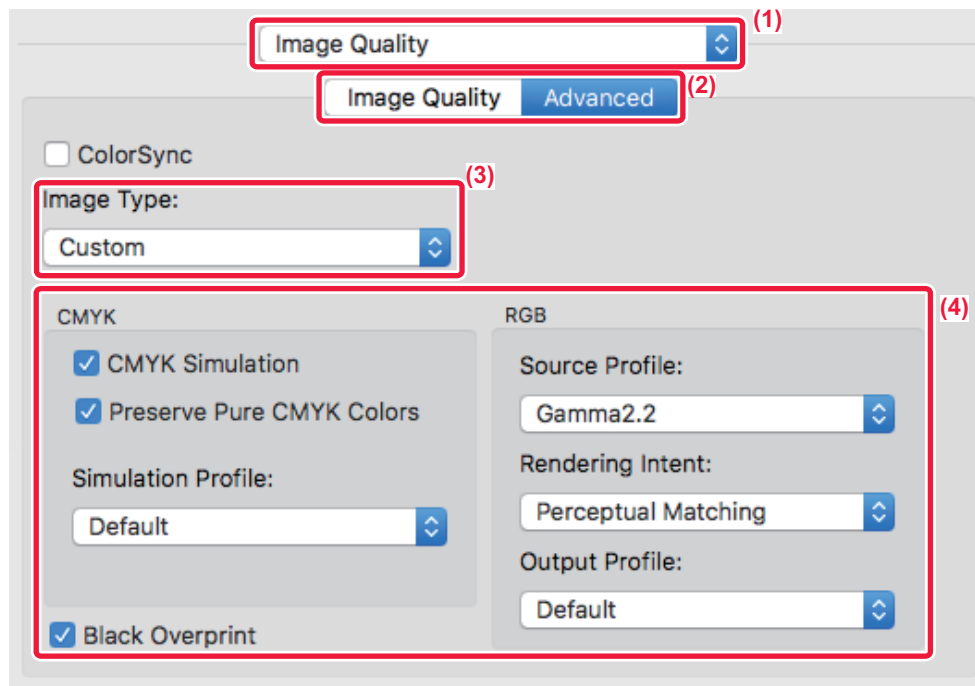 (1)
Image Quality
(2)
Image Quality Advanced
ColorSync
(3)
Image Type:
Custom
(4)
CMYK
CMYK Simulation
Preserve Pure CMYK Colors
Simulation Profile:
Default
Black Overprint
RGB
Source Profile:
Gamma2.2
Rendering Intent:
Perceptual Matching
Output Profile:
Default